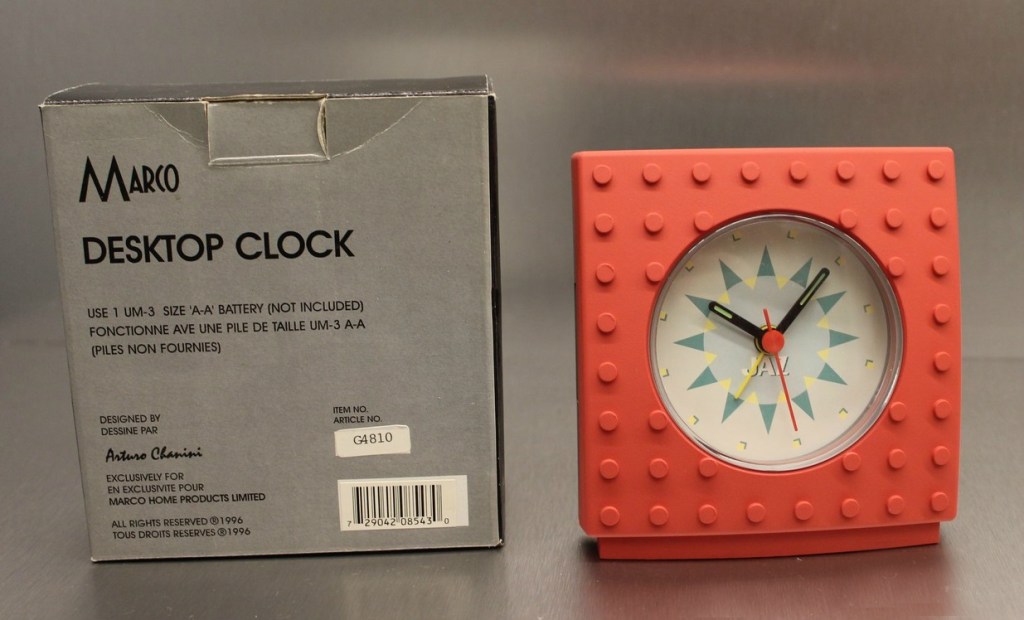 MARCO
DESKTOP CLOCK
USE 1 UM-3 SIZE 'A-A' BATTERY (NOT INCLUDED)
FONCTIONNE AVE UNE PILE DE TAILLE UM-3 A-A
(PILES NON FOURNIES)
DESIGNED BY
DESSINE PAR
Arturo Chanini
EXCLUSIVELY FOR
EN EXCLUSIVITE POUR
MARCO HOME PRODUCTS LIMITED
ALL RIGHTS RESERVED ®1996
TOUS DROITS RESERVES ®1996
ITEM NO.
ARTICLE NO.
G4810
7 29042 08543 0
JAZ